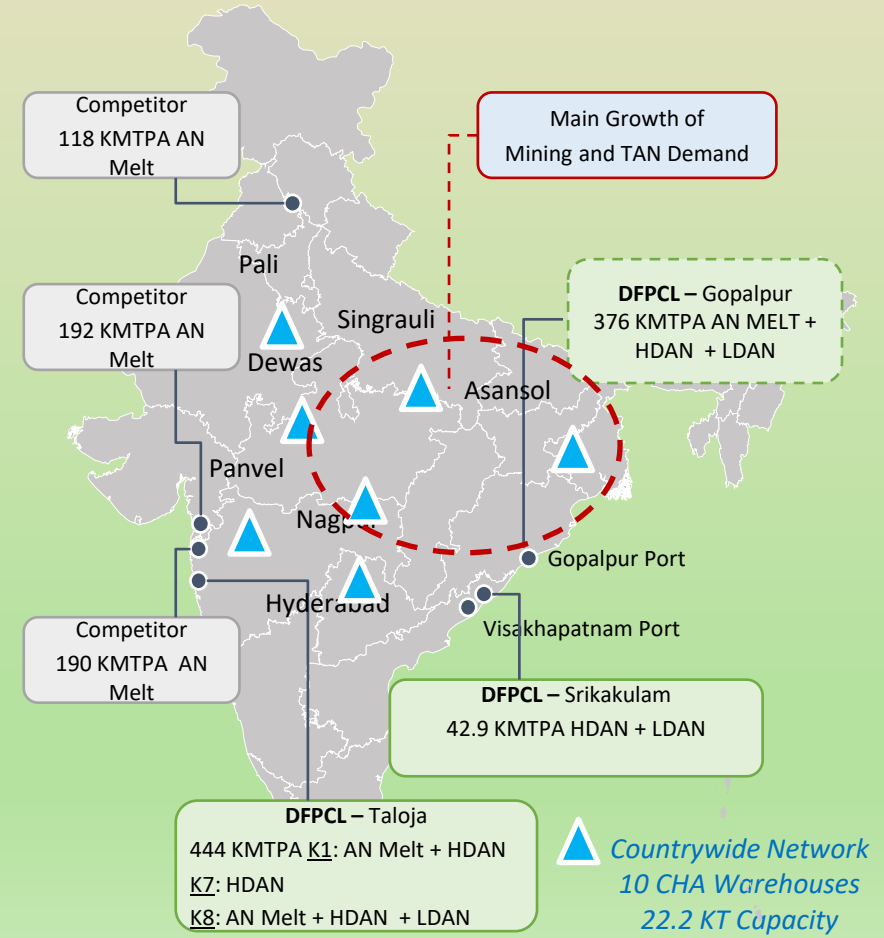 Competitor
118 KMTPA AN
Melt
Main Growth of
Mining and TAN Demand
Pali
Competitor
192 KMTPA AN
Melt
Singrauli
DFPCL – Gopalpur
376 KMTPA AN MELT +
HDAN + LDAN
Dewas
Asansol
Panvel
Nagpur
Gopalpur Port
Hyderabad
Visakhapatnam Port
Competitor
190 KMTPA AN
Melt
DFPCL – Srikakulam
42.9 KMTPA HDAN + LDAN
DFPCL – Taloja
444 KMTPA K1: AN Melt + HDAN
K7: HDAN
K8: AN Melt + HDAN + LDAN
Countrywide Network
10 CHA Warehouses
22.2 KT Capacity